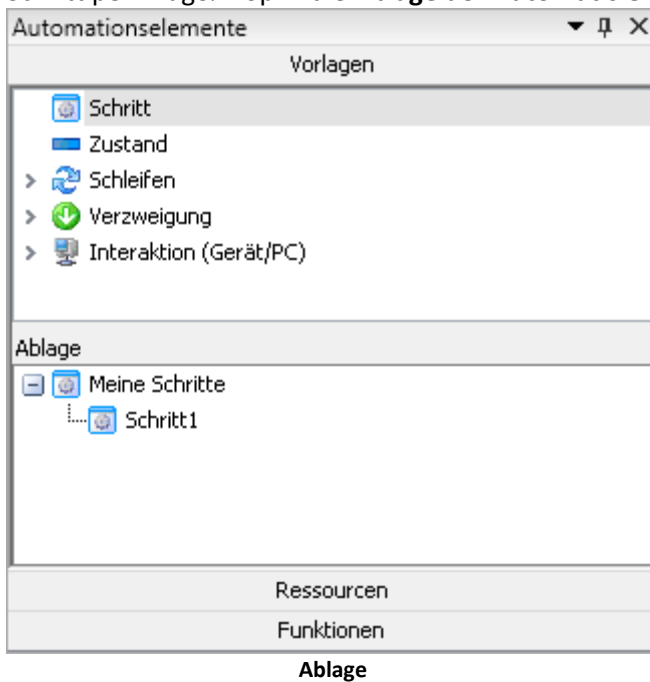 Automationselemente
Vorlagen
Schritt
Zustand
Schleifen
Verzweigung
Interaktion (Gerät/PC)
Ablage
Meine Schritte
Schritt1
Ressourcen
Funktionen
Ablage